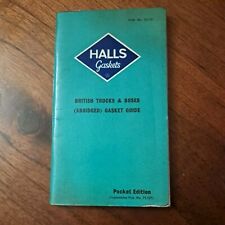 HALLS
Gaskets
BRITISH TRUCKS & BUSES
(ABRIDGED) GASKET GUIDE
Pocket Edition